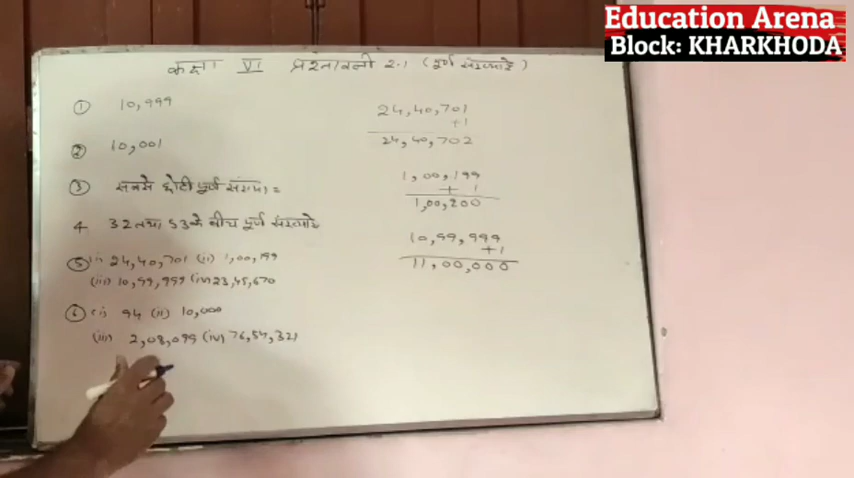 Education Arena
Block: KHARKHODA
कक्षा VI प्रश्नावली 2.1 (पूर्ण संख्याएँ)
① 10,999
② 10,001
③ सबसे छोटी पूर्ण संख्या =
4 32 तथा 53 के बीच पूर्ण संख्याएँ
⑤ (i) 24,40,701 (ii) 1,00,199
(iii) 10,99,999 (iv) 23,45,670
⑥ (i) 94 (ii) 10,000
(iii) 2,08,099 (iv) 76,54,321
24,40,701
+1
24,40,702
1,00,199
+ 1
1,00,200
10,99,999
+1
11,00,000